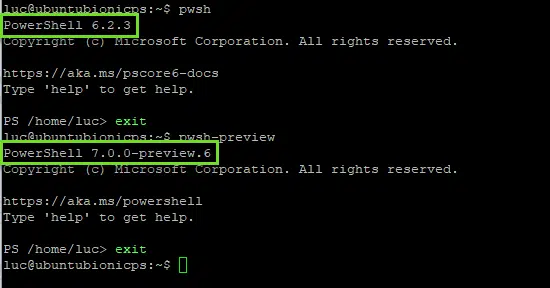 luc@ubuntubionicps:~$ pwsh
PowerShell 6.2.3
Copyright (c) Microsoft Corporation. All rights reserved.
https://aka.ms/pscore6-docs
Type 'help' to get help.
PS /home/luc> exit
luc@ubuntubionicps:~$ pwsh-preview
PowerShell 7.0.0-preview.6
Copyright (c) Microsoft Corporation. All rights reserved.
https://aka.ms/powershell
Type 'help' to get help.
PS /home/luc> exit
luc@ubuntubionicps:~$